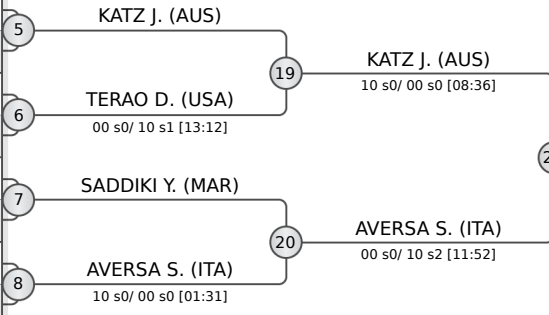 5
KATZ J. (AUS)
19
KATZ J. (AUS)
10 s0/ 00 s0 [08:36]
6
TERAO D. (USA)
00 s0/ 10 s1 [13:12]
7
SADDIKI Y. (MAR)
20
AVERSA S. (ITA)
00 s0/ 10 s2 [11:52]
8
AVERSA S. (ITA)
10 s0/ 00 s0 [01:31]